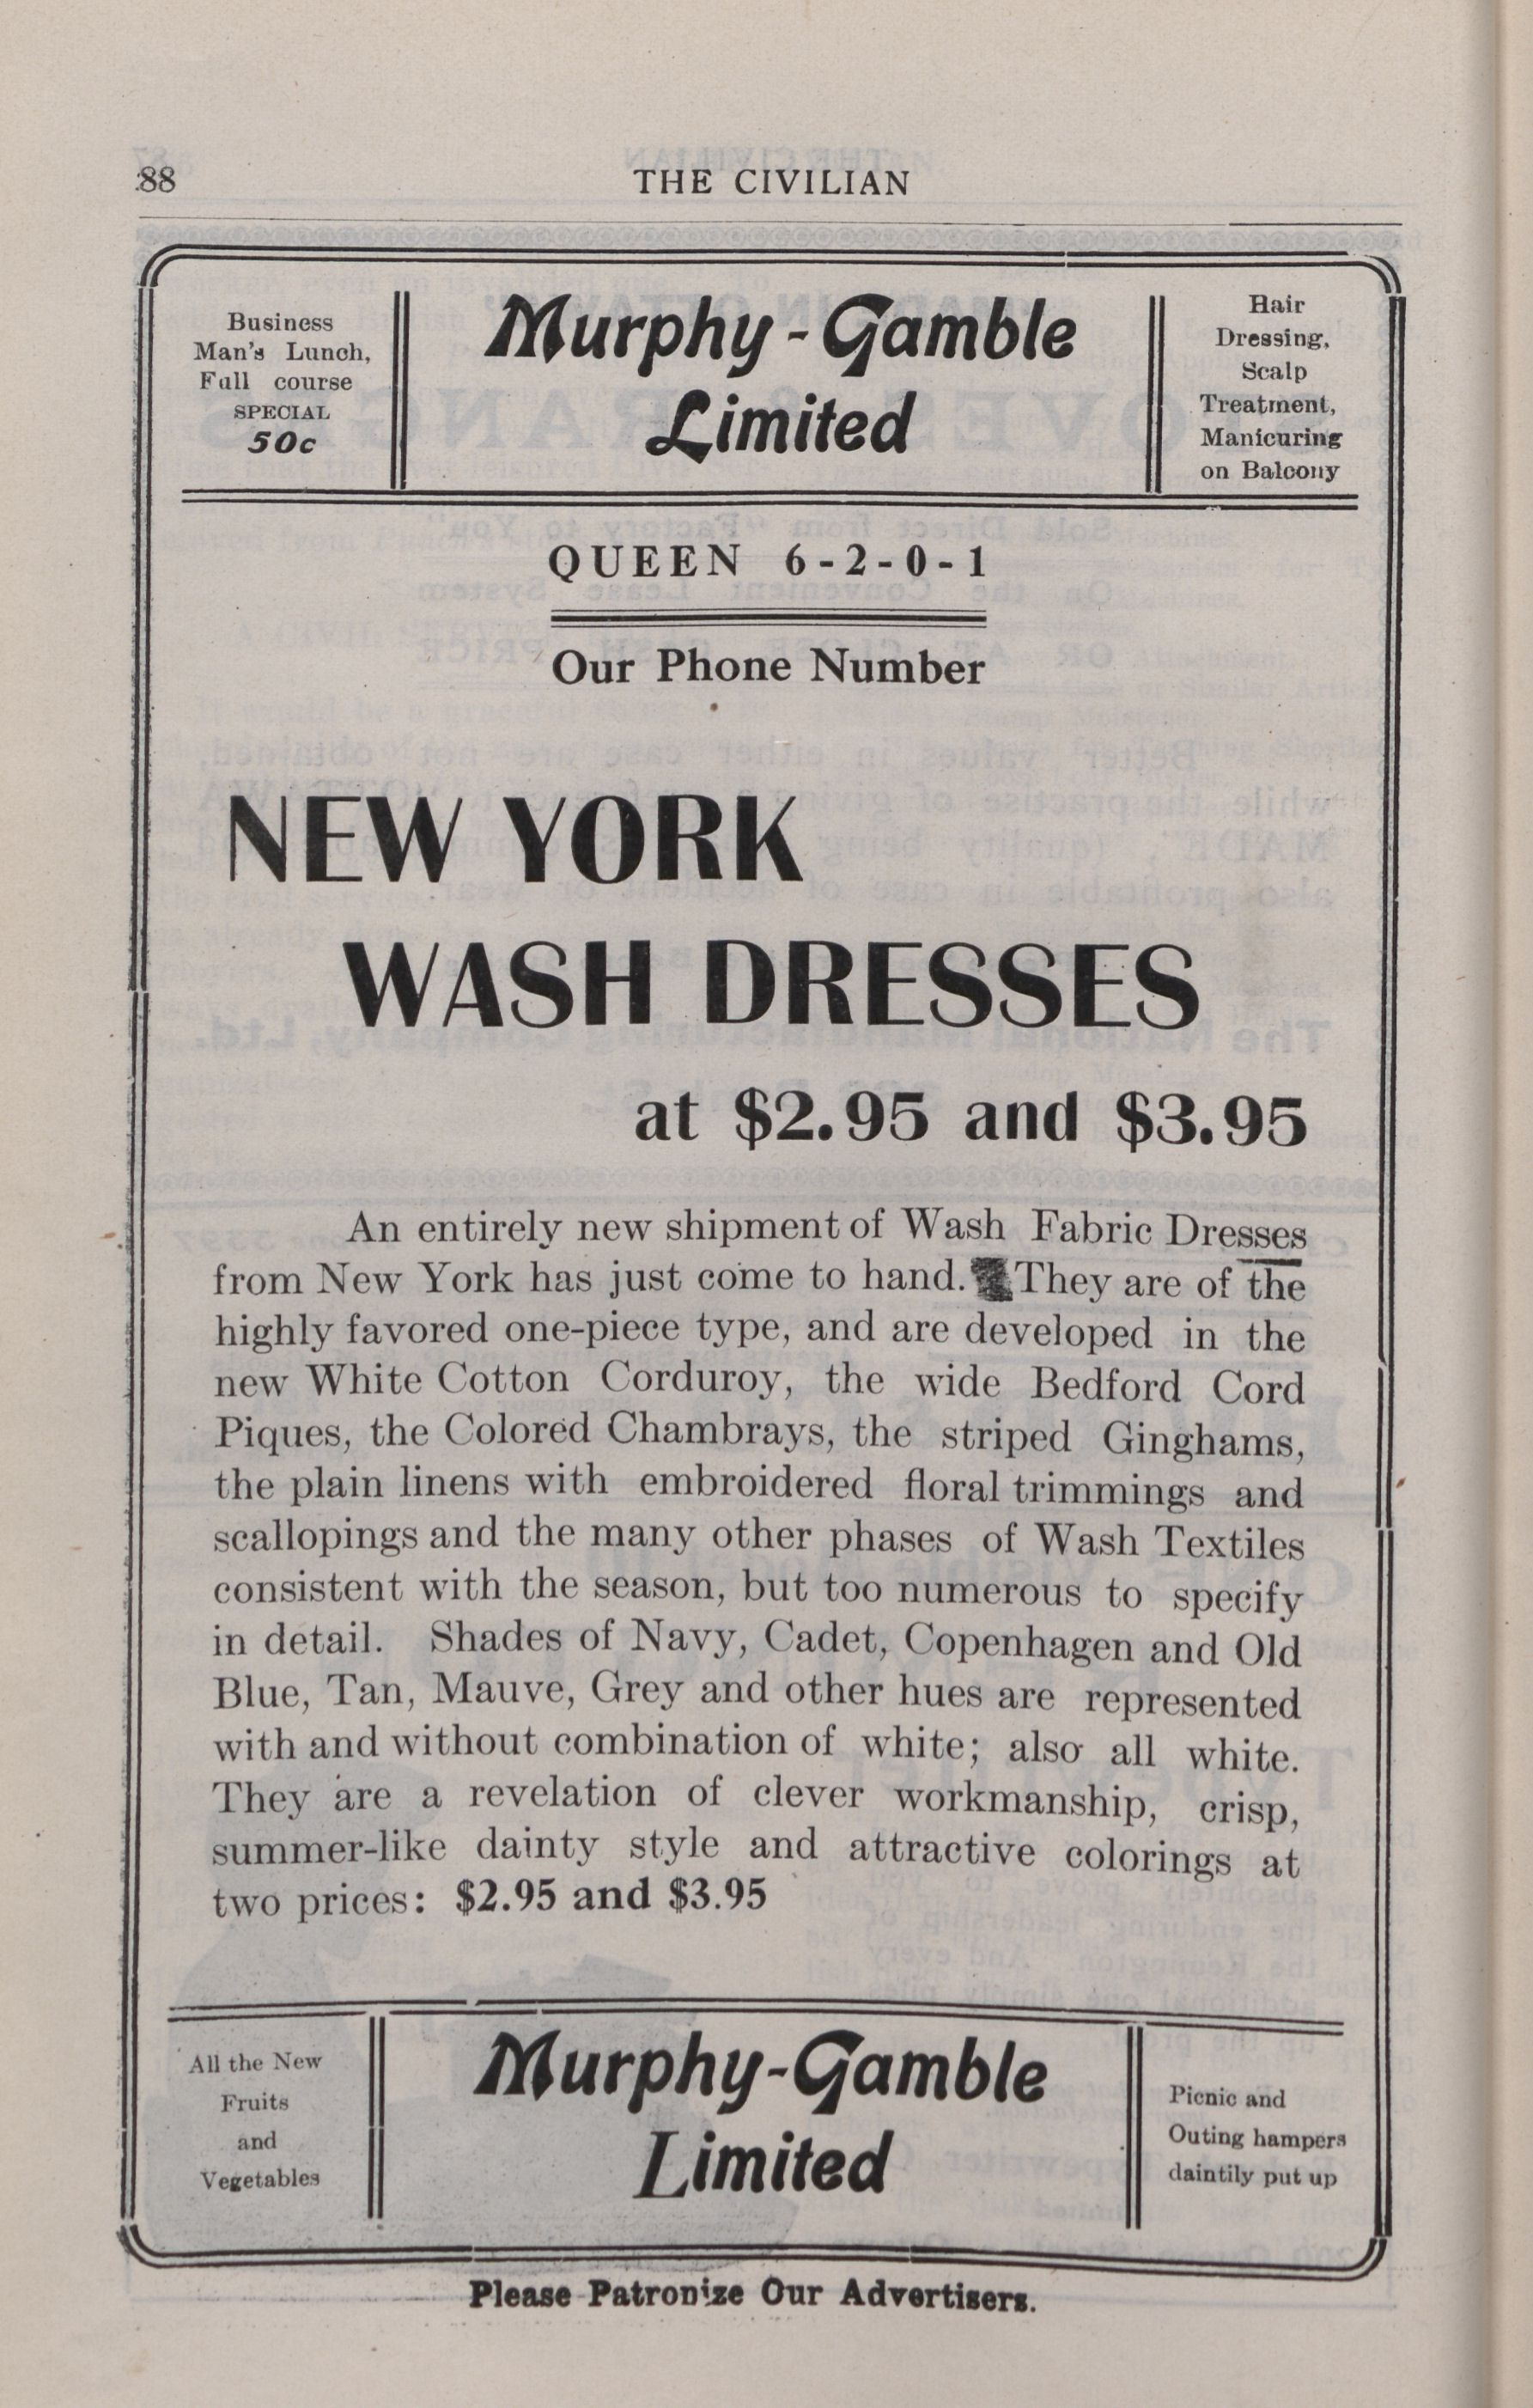 88
THE CIVILIAN
Business
Man's Lunch,
Full course
SPECIAL
50c
Murphy-Gamble
Limited
Hair
Dressing,
Scalp
Treatment,
Manicuring
on Balcony
QUEEN 6-2-0-1
Our Phone Number
NEW YORK
WASH DRESSES
at $2.95 and $3.95
An entirely new shipment of Wash Fabric Dresses
from New York has just come to hand. They are of the
highly favored one-piece type, and are developed in the
new White Cotton Corduroy, the wide Bedford Cord
Piques, the Colored Chambrays, the striped Ginghams,
the plain linens with embroidered floral trimmings and
scallopings and the many other phases of Wash Textiles
consistent with the season, but too numerous to specify
in detail. Shades of Navy, Cadet, Copenhagen and Old
Blue, Tan, Mauve, Grey and other hues are represented
with and without combination of white; also all white.
They are a revelation of clever workmanship, crisp,
summer-like dainty style and attractive colorings at
two prices: $2.95 and $3.95
All the New
Fruits
and
Vegetables
Murphy-Gamble
Limited
Picnic and
Outing hampers
daintily put up
Please Patronize Our Advertisers.